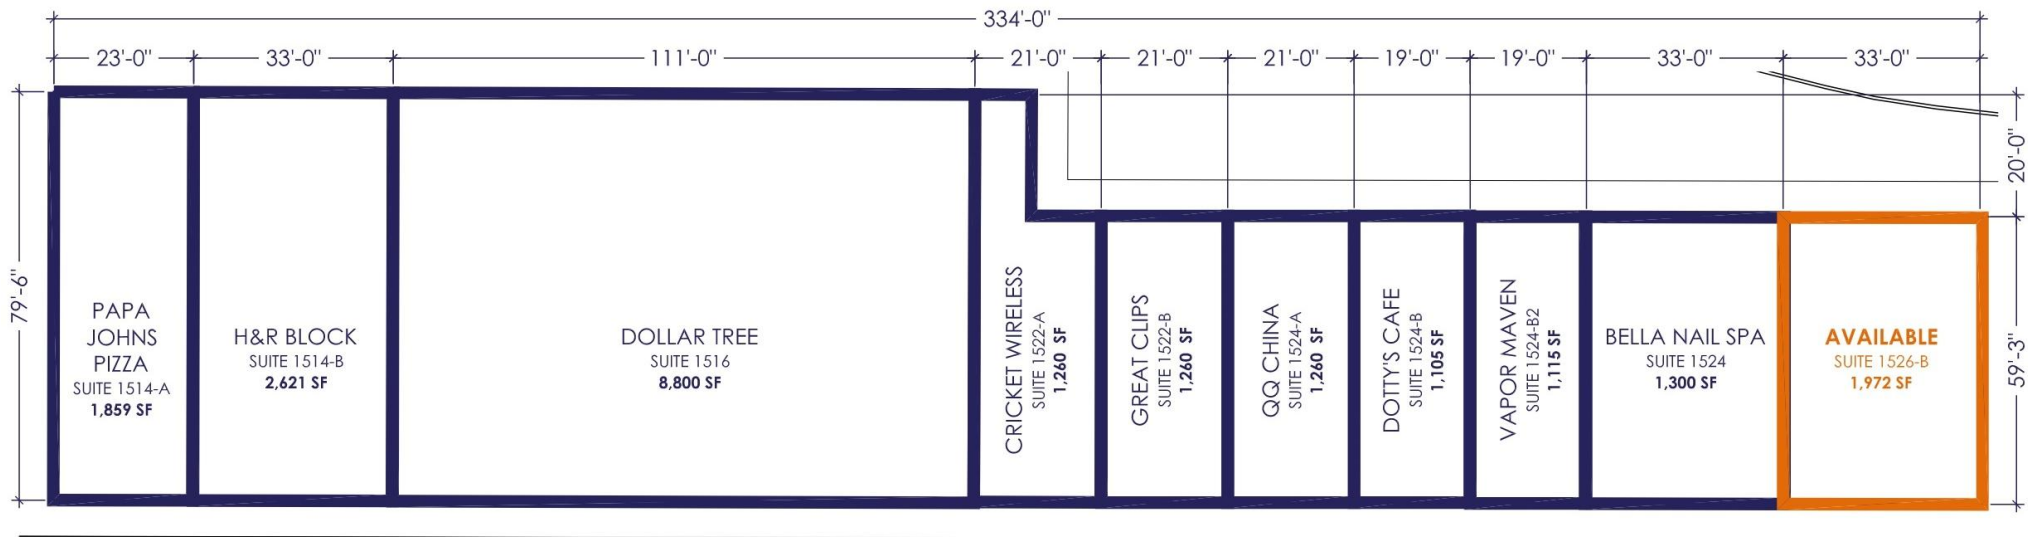 334'-0"
23'-0"
33'-0"
111'-0"
21'-0"
21'-0"
21'-0"
19'-0"
19'-0"
33'-0"
33'-0"
79'-6"
20'-0"
59'-3"
PAPA
JOHNS
PIZZA
SUITE 1514-A
1,859 SF
H&R BLOCK
SUITE 1514-B
2,621 SF
DOLLAR TREE
SUITE 1516
8,800 SF
CRICKET WIRELESS
SUITE 1522-A
1,260 SF
GREAT CLIPS
SUITE 1522-B
1,260 SF
QQ CHINA
SUITE 1524-A
1,260 SF
DOTTY'S CAFE
SUITE 1524-B
1,105 SF
VAPOR MAVEN
SUITE 1524-B2
1,115 SF
BELLA NAIL SPA
SUITE 1524
1,300 SF
AVAILABLE
SUITE 1526-B
1,972 SF